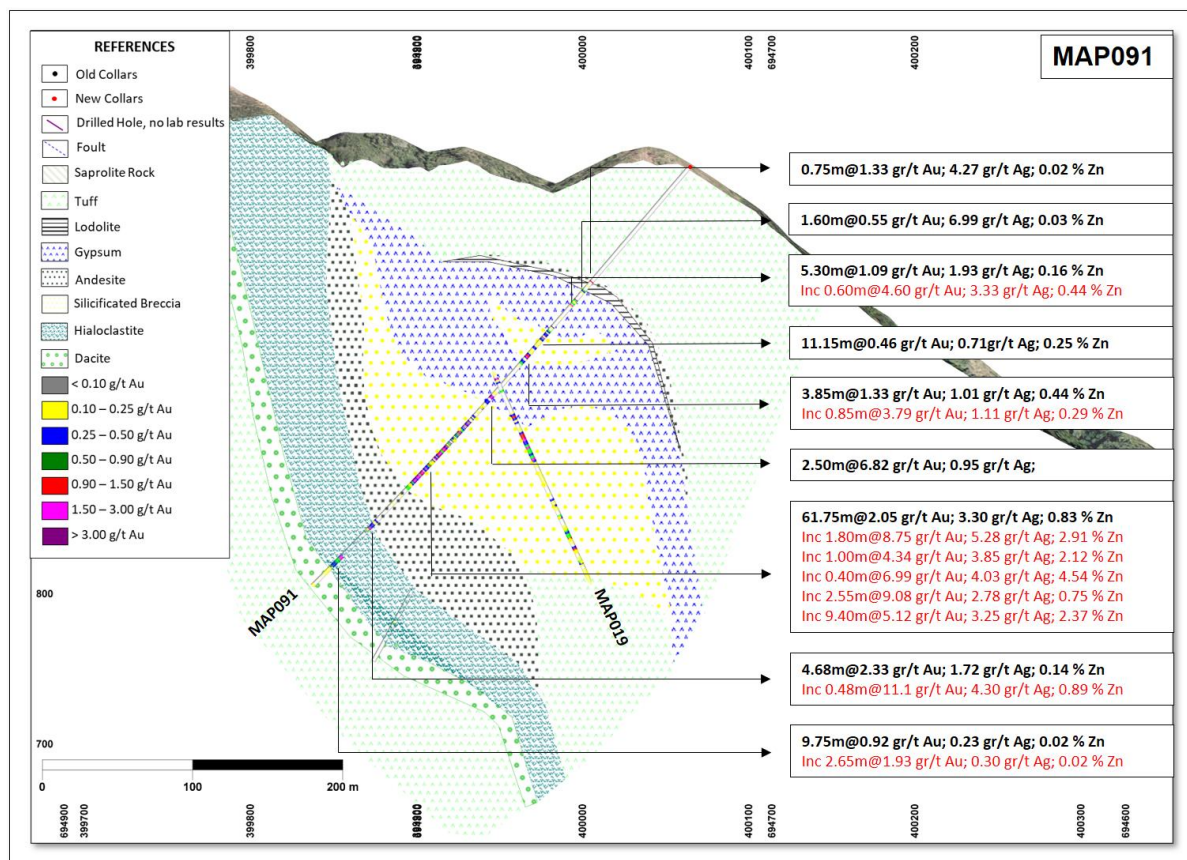 399800
400000
400100
694700
400200
MAP091
REFERENCES
Old Collars
New Collars
Drilled Hole, no lab results
Foult
Saprolite Rock
Tuff
Lodolite
Gypsum
Andesite
Silicificated Breccia
Hialoclastite
Dacite
< 0.10 g/t Au
0.10 – 0.25 g/t Au
0.25 – 0.50 g/t Au
0.50 – 0.90 g/t Au
0.90 – 1.50 g/t Au
1.50 – 3.00 g/t Au
> 3.00 g/t Au
0.75m@1.33 gr/t Au; 4.27 gr/t Ag; 0.02 % Zn
1.60m@0.55 gr/t Au; 6.99 gr/t Ag; 0.03 % Zn
5.30m@1.09 gr/t Au; 1.93 gr/t Ag; 0.16 % Zn
Inc 0.60m@4.60 gr/t Au; 3.33 gr/t Ag; 0.44 % Zn
11.15m@0.46 gr/t Au; 0.71gr/t Ag; 0.25 % Zn
3.85m@1.33 gr/t Au; 1.01 gr/t Ag; 0.44 % Zn
Inc 0.85m@3.79 gr/t Au; 1.11 gr/t Ag; 0.29 % Zn
2.50m@6.82 gr/t Au; 0.95 gr/t Ag;
61.75m@2.05 gr/t Au; 3.30 gr/t Ag; 0.83 % Zn
Inc 1.80m@8.75 gr/t Au; 5.28 gr/t Ag; 2.91 % Zn
Inc 1.00m@4.34 gr/t Au; 3.85 gr/t Ag; 2.12 % Zn
Inc 0.40m@6.99 gr/t Au; 4.03 gr/t Ag; 4.54 % Zn
Inc 2.55m@9.08 gr/t Au; 2.78 gr/t Ag; 0.75 % Zn
Inc 9.40m@5.12 gr/t Au; 3.25 gr/t Ag; 2.37 % Zn
4.68m@2.33 gr/t Au; 1.72 gr/t Ag; 0.14 % Zn
Inc 0.48m@11.1 gr/t Au; 4.30 gr/t Ag; 0.89 % Zn
9.75m@0.92 gr/t Au; 0.23 gr/t Ag; 0.02 % Zn
Inc 2.65m@1.93 gr/t Au; 0.30 gr/t Ag; 0.02 % Zn
800
MAP091
MAP019
700
0
100
200 m
694900
399700
399800
400000
400100
694700
400200
400300
694600